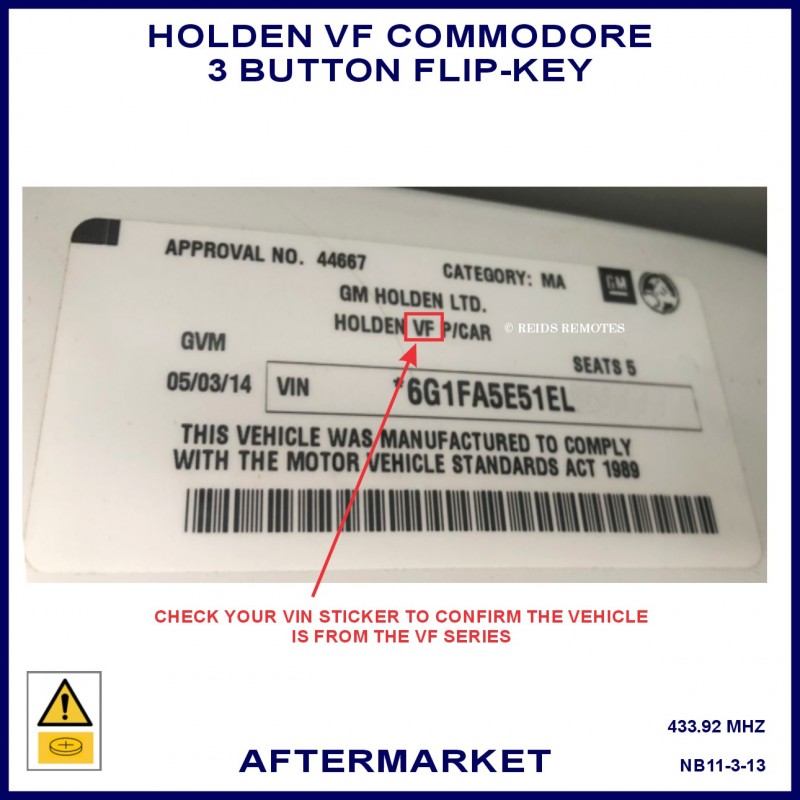 HOLDEN VF COMMODORE
3 BUTTON FLIP-KEY
APPROVAL NO. 44667
CATEGORY: MA
GM
GM HOLDEN LTD.
HOLDEN VF P/CAR
© REIDS REMOTES
GVM
SEATS 5
05/03/14
VIN
*6G1FA5E51EL
THIS VEHICLE WAS MANUFACTURED TO COMPLY
WITH THE MOTOR VEHICLE STANDARDS ACT 1989
CHECK YOUR VIN STICKER TO CONFIRM THE VEHICLE
IS FROM THE VF SERIES
433.92 MHZ
AFTERMARKET
NB11-3-13